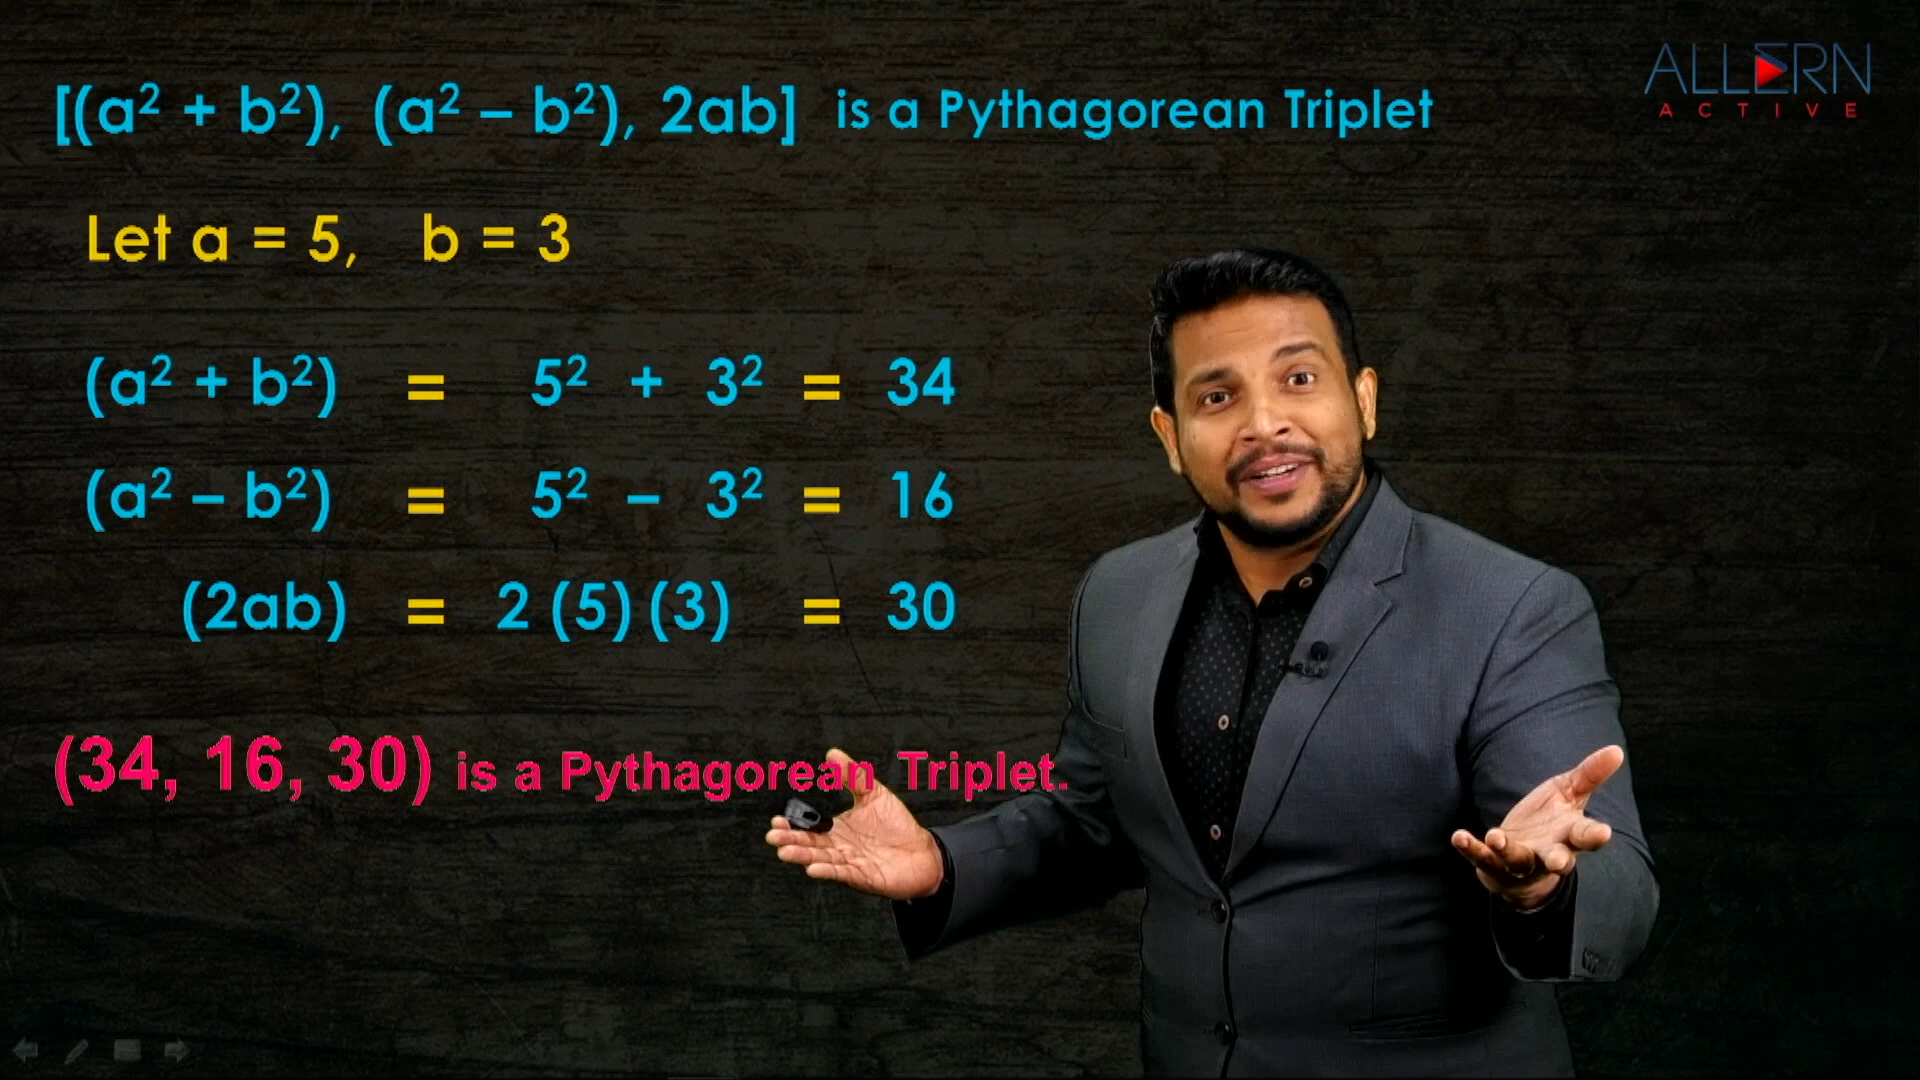 ALLERN
ACTIVE
[(a² + b²), (a² – b²), 2ab] is a Pythagorean Triplet
Let a = 5, b = 3
(a² + b²) = 5² + 3² = 34
(a² – b²) = 5² – 3² = 16
(2ab) = 2 (5) (3) = 30
(34, 16, 30) is a Pythagorean Triplet.